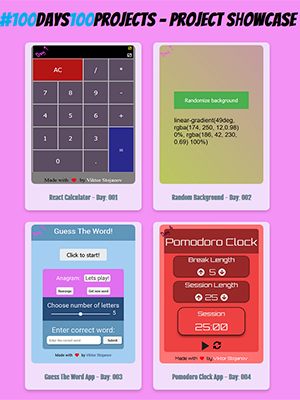 #100DAYS100PROJECTS - PROJECT SHOWCASE
AC / *
7 8 9 -
4 5 6 +
1 2 3 =
0 .
Made with ❤ by Viktor Stojanov
React Calculator - Day: 001
Randomize background
linear-gradient(49deg,
rgba(174, 250, 12,0.98)
0%, rgba(186, 42, 230,
0.69) 100%)
Random Background - Day: 002
Guess The Word!
Click to start!
Anagram: Lets play!
Rearrange Get new word
Choose number of letters
5
Enter correct word:
Enter the correct word Submit
Made with ❤ by Viktor Stojanov
Guess The Word App - Day: 003
Pomodoro Clock
Break Length
5
Session Length
25
Session
25:00
Made with ❤ by Viktor Stojanov
Pomodoro Clock App - Day: 004